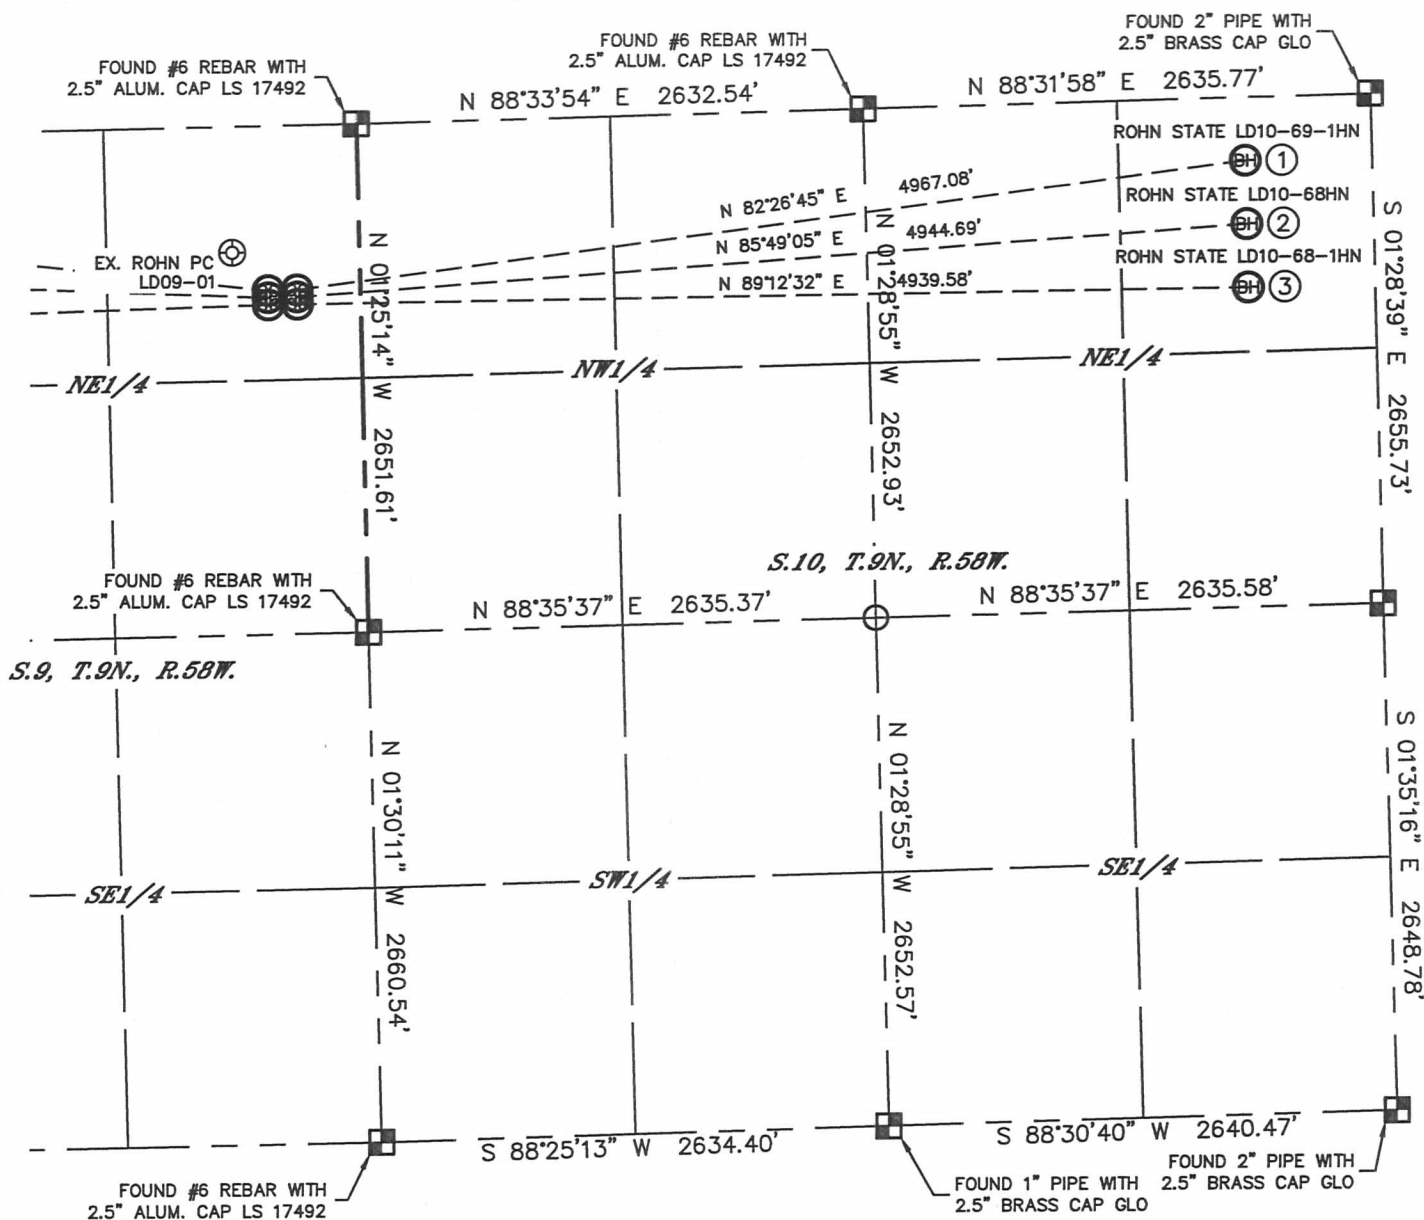 FOUND 2" PIPE WITH
2.5" BRASS CAP GLO
FOUND #6 REBAR WITH
2.5" ALUM. CAP LS 17492
FOUND #6 REBAR WITH
2.5" ALUM. CAP LS 17492
N 88°33'54" E 2632.54'
N 88°31'58" E 2635.77'
ROHN STATE LD10-69-1HN
BH 1
N 82°26'45" E 4967.08'
ROHN STATE LD10-68HN
BH 2
N 85°49'05" E 4944.69'
ROHN STATE LD10-68-1HN
BH 3
N 89°12'32" E 4939.58'
EX. ROHN PC
LD09-01
N 01°25'14" W 2651.61'
N 01°28'55" W 2652.93'
S 01°28'39" E 2655.73'
NE1/4
NW1/4
NE1/4
S.10, T.9N., R.58W.
FOUND #6 REBAR WITH
2.5" ALUM. CAP LS 17492
N 88°35'37" E 2635.37'
N 88°35'37" E 2635.58'
S.9, T.9N., R.58W.
N 01°30'11" W 2660.54'
N 01°28'55" W 2652.57'
S 01°35'16" E 2648.78'
SE1/4
SW1/4
SE1/4
S 88°25'13" W 2634.40'
S 88°30'40" W 2640.47'
FOUND #6 REBAR WITH
2.5" ALUM. CAP LS 17492
FOUND 1" PIPE WITH
2.5" BRASS CAP GLO
FOUND 2" PIPE WITH
2.5" BRASS CAP GLO